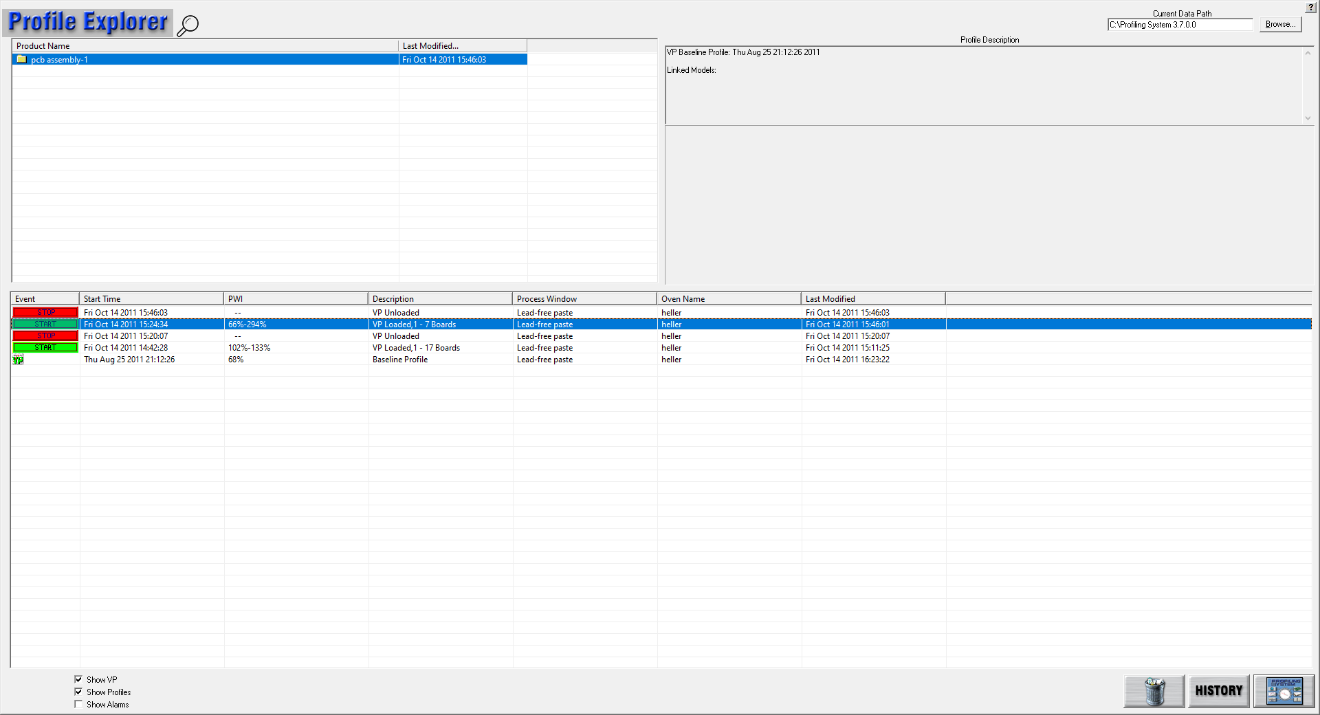 Profile Explorer
?
Current Data Path
C:\Profiling System 3.7.0.0
Browse...
Product Name Last Modified...
pcb assembly-1 Fri Oct 14 2011 15:46:03
Profile Description
VP Baseline Profile: Thu Aug 25 21:12:26 2011
Linked Models:
Event Start Time PWI Description Process Window Oven Name Last Modified
STOP Fri Oct 14 2011 15:46:03 -- VP Unloaded Lead-free paste heller Fri Oct 14 2011 15:46:03
START Fri Oct 14 2011 15:24:34 66%-294% VP Loaded,1 - 7 Boards Lead-free paste heller Fri Oct 14 2011 15:46:01
STOP Fri Oct 14 2011 15:20:07 -- VP Unloaded Lead-free paste heller Fri Oct 14 2011 15:20:07
START Fri Oct 14 2011 14:42:28 102%-133% VP Loaded,1 - 17 Boards Lead-free paste heller Fri Oct 14 2011 15:11:25
Thu Aug 25 2011 21:12:26 68% Baseline Profile Lead-free paste heller Fri Oct 14 2011 16:23:22
Show VP
Show Profiles
Show Alarms
HISTORY